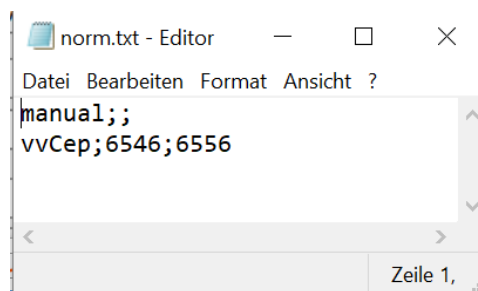 norm.txt - Editor
Datei Bearbeiten Format Ansicht ?
manual;;
vvCep;6546;6556
Zeile 1,